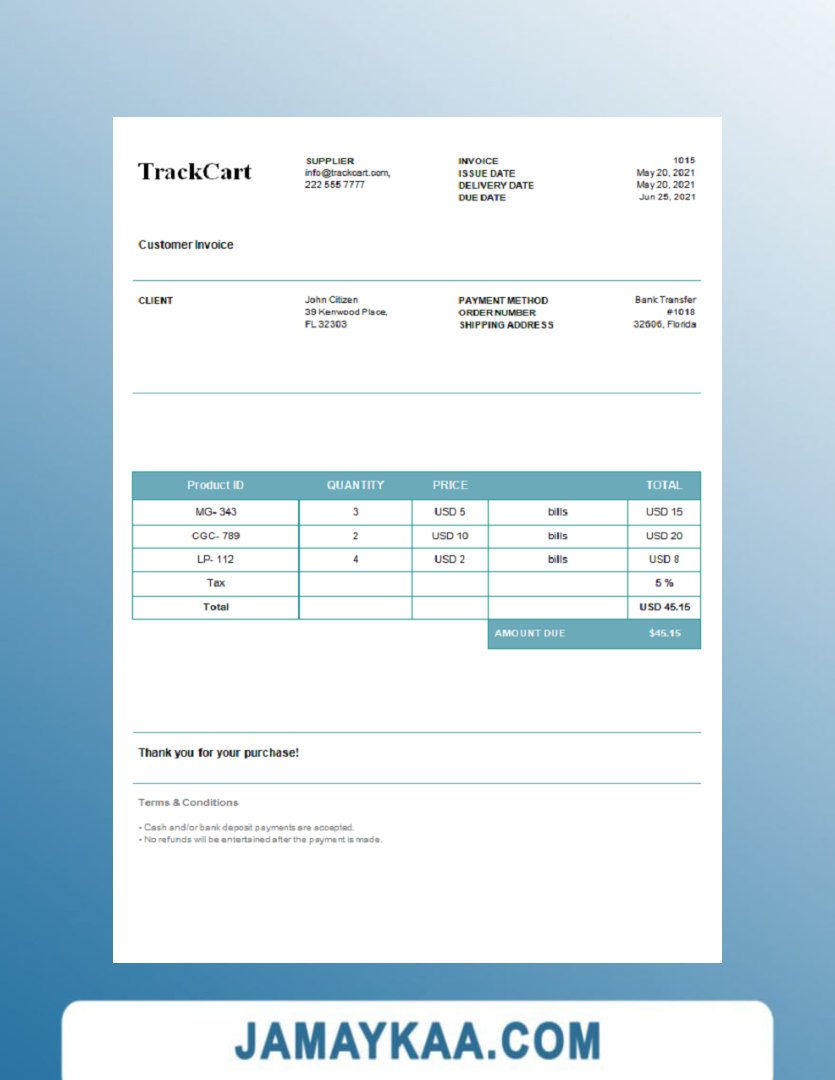 TrackCart
SUPPLIER
info@trackcart.com,
222 555 7777
INVOICE 1015
ISSUE DATE May 20, 2021
DELIVERY DATE May 20, 2021
DUE DATE Jun 25, 2021
Customer Invoice
CLIENT
John Citizen
39 Kenwood Place,
FL 32303
PAYMENT METHOD Bank Transfer
ORDER NUMBER #1018
SHIPPING ADDRESS 32606, Florida
Product ID QUANTITY PRICE TOTAL
MG- 343 3 USD 5 bills USD 15
CGC- 789 2 USD 10 bills USD 20
LP- 112 4 USD 2 bills USD 8
Tax 5 %
Total USD 45.15
AMOUNT DUE $45.15
Thank you for your purchase!
Terms & Conditions
- Cash and/or bank deposit payments are accepted.
- No refunds will be entertained after the payment is made.
JAMAYKAA.COM